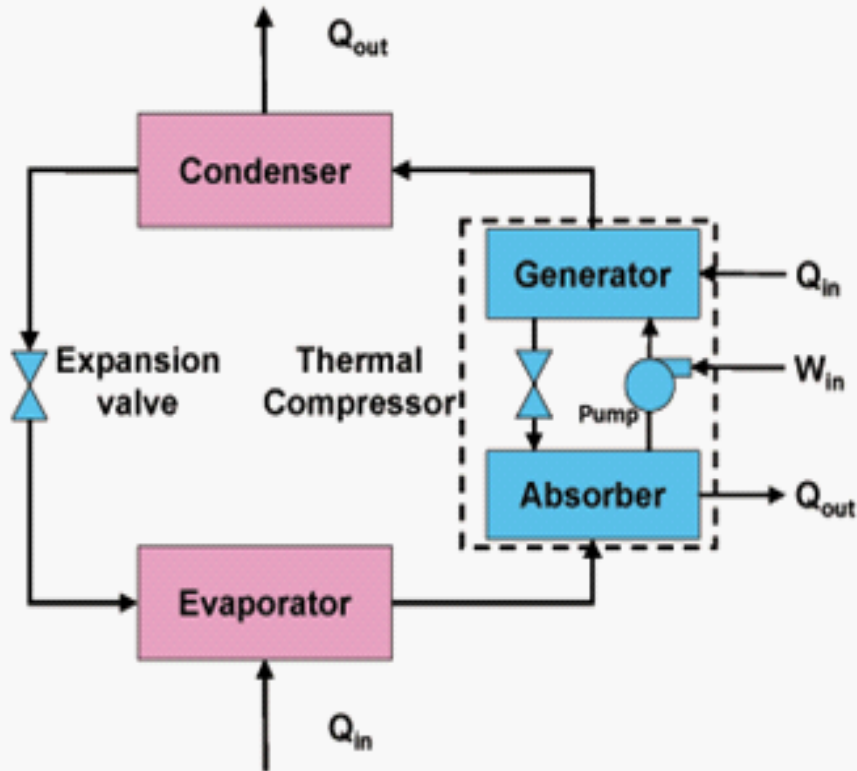 Qout
Condenser
Generator
Qin
Expansion
valve
Thermal
Compressor
Win
Pump
Absorber
Qout
Evaporator
Qin